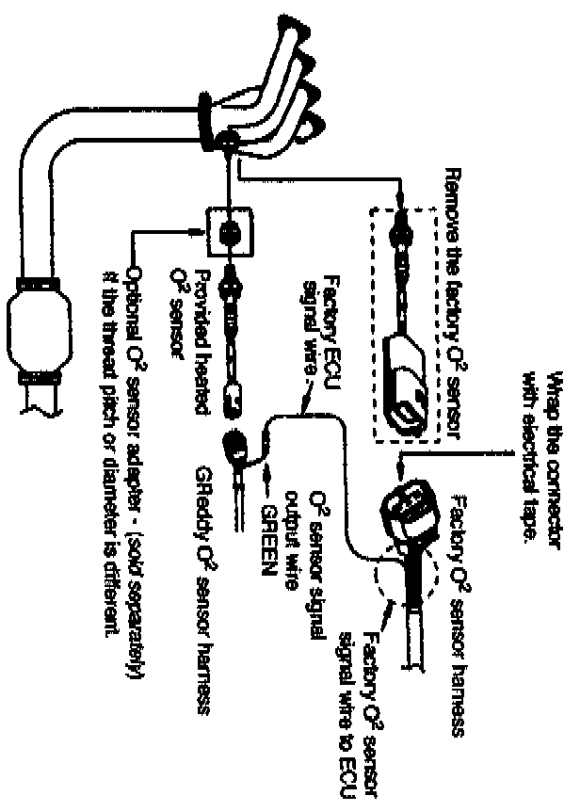 Wrap the connector
with electrical tape.
Remove the factory O² sensor
Factory O² sensor harness
Factory O² sensor
signal wire to ECU
Factory ECU
signal wire
O² sensor signal
output wire
GREEN
Provided heated
O² sensor
GReddy O² sensor harness
Optional O² sensor adapter - (sold separately)
if the thread pitch or diameter is different.